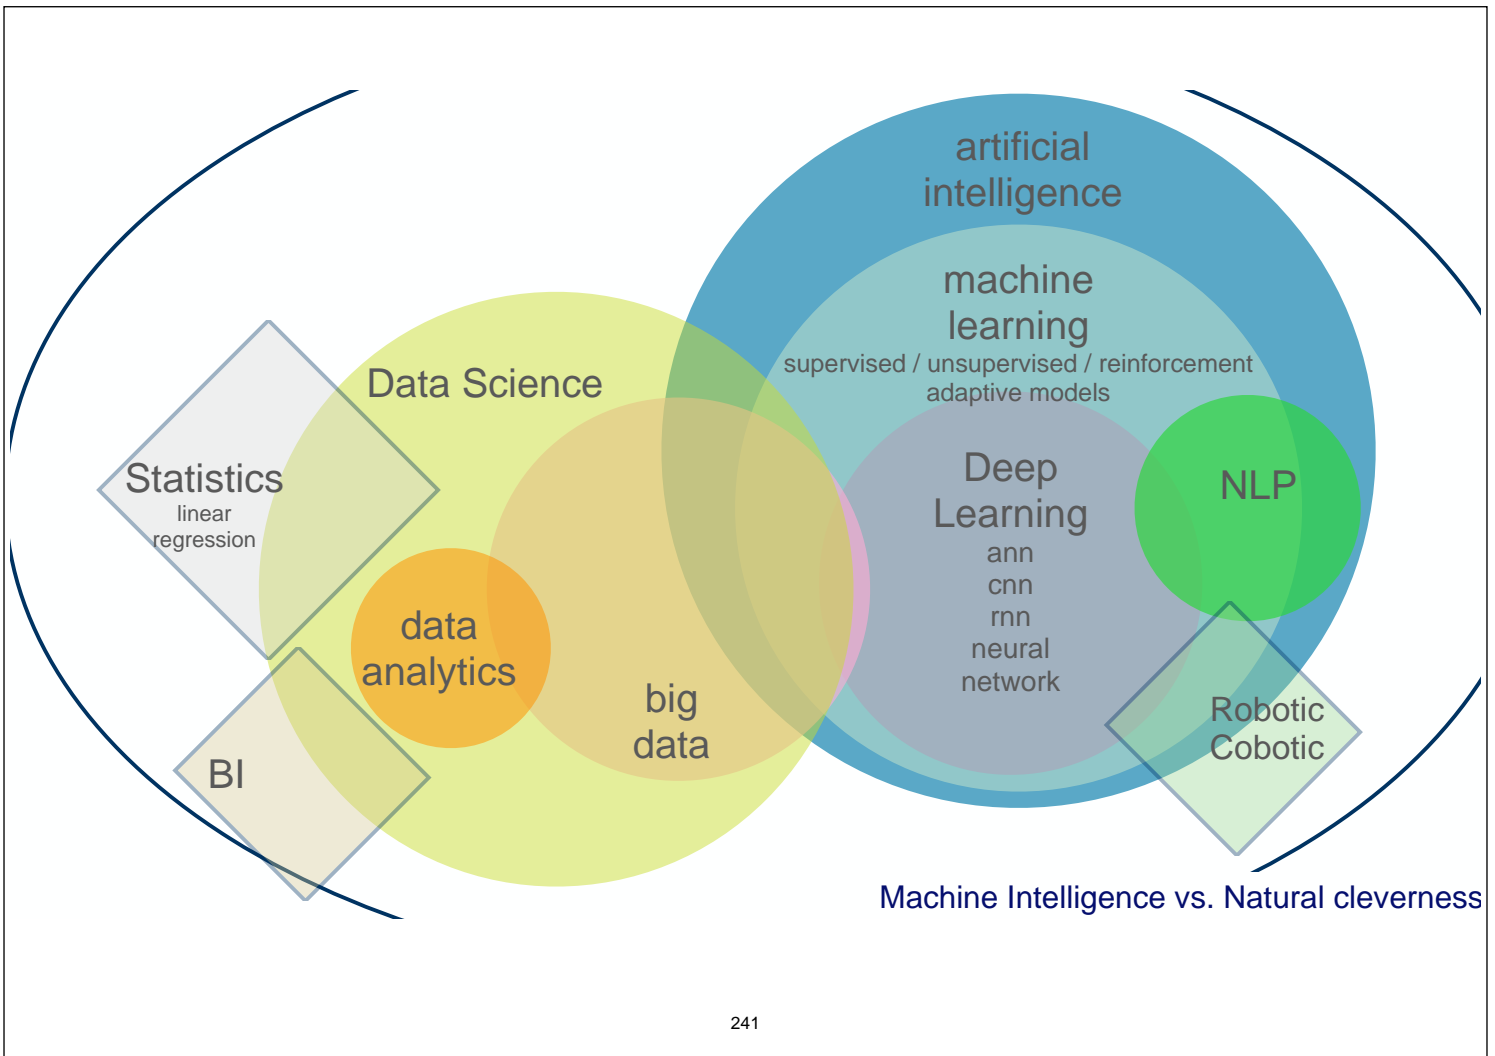 artificial
intelligence
machine
learning
supervised / unsupervised / reinforcement
adaptive models
Data Science
Statistics
linear
regression
Deep
Learning
ann
cnn
rnn
neural
network
NLP
data
analytics
big
data
BI
Robotic
Cobotic
Machine Intelligence vs. Natural cleverness
241